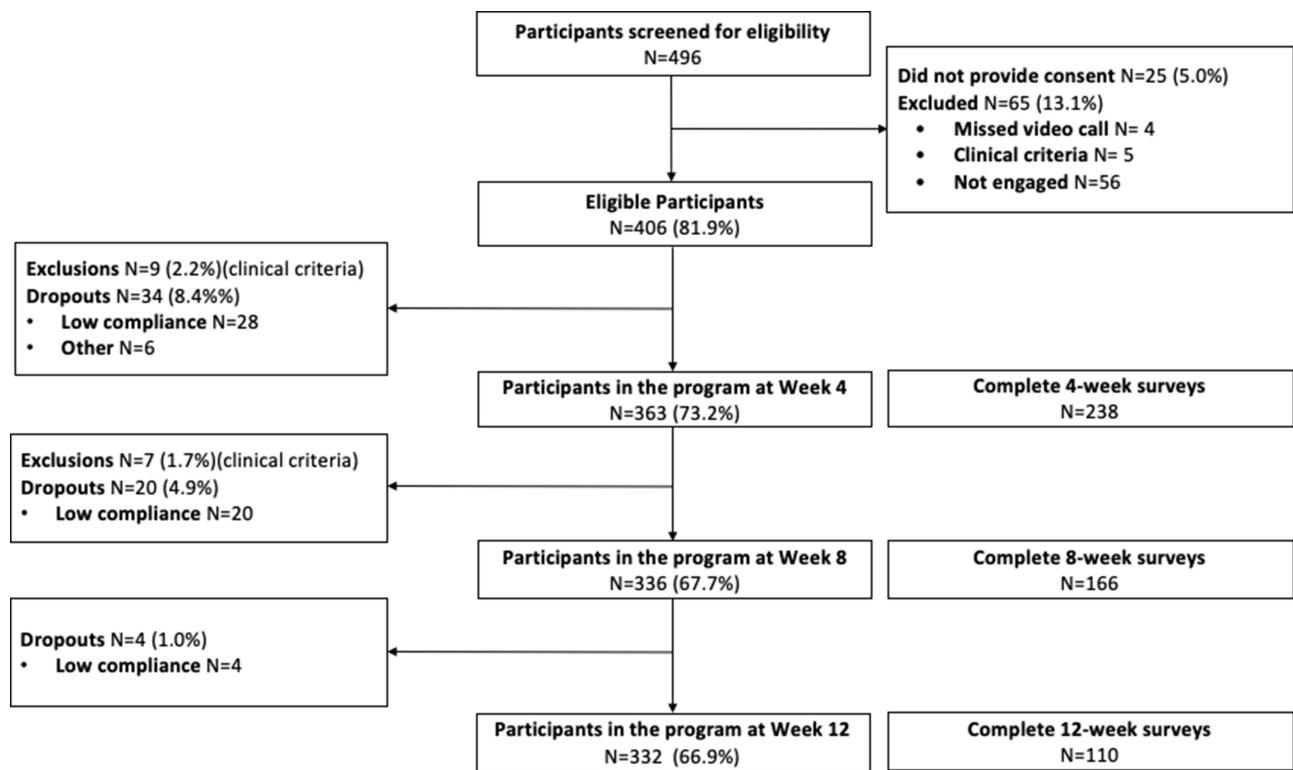 Participants screened for eligibility
N=496
Did not provide consent N=25 (5.0%)
Excluded N=65 (13.1%)
• Missed video call N= 4
• Clinical criteria N= 5
• Not engaged N=56
Eligible Participants
N=406 (81.9%)
Exclusions N=9 (2.2%)(clinical criteria)
Dropouts N=34 (8.4%%)
• Low compliance N=28
• Other N=6
Participants in the program at Week 4
N=363 (73.2%)
Complete 4-week surveys
N=238
Exclusions N=7 (1.7%)(clinical criteria)
Dropouts N=20 (4.9%)
• Low compliance N=20
Participants in the program at Week 8
N=336 (67.7%)
Complete 8-week surveys
N=166
Dropouts N=4 (1.0%)
• Low compliance N=4
Participants in the program at Week 12
N=332 (66.9%)
Complete 12-week surveys
N=110